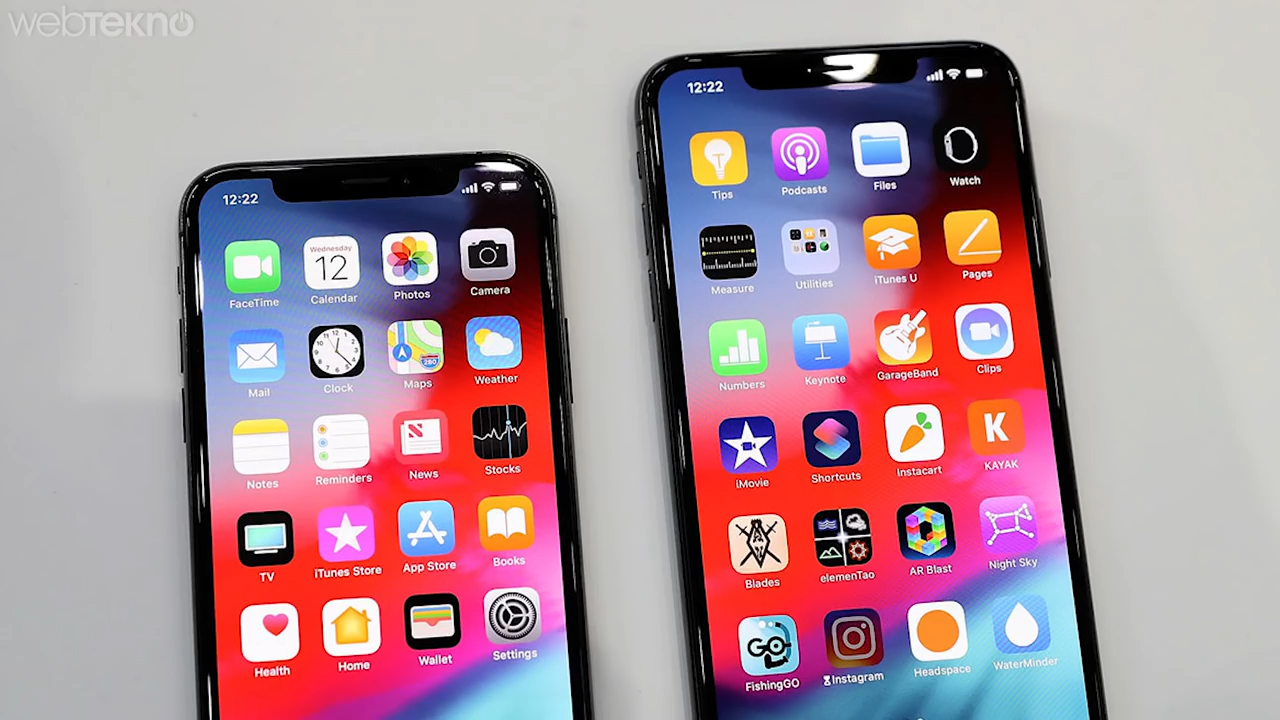 webTEKNO
12:22
FaceTime
Wednesday
12
Calendar
Photos
Camera
Mail
Clock
280
Maps
Weather
Notes
Reminders
News
Stocks
TV
iTunes Store
App Store
Books
Health
Home
Wallet
Settings
12:22
Tips
Podcasts
Files
Watch
Measure
Utilities
iTunes U
Pages
Numbers
Keynote
GarageBand
Clips
iMovie
Shortcuts
Instacart
K
KAYAK
Blades
elemenTao
AR Blast
Night Sky
GO
FishingGO
Instagram
Headspace
WaterMinder